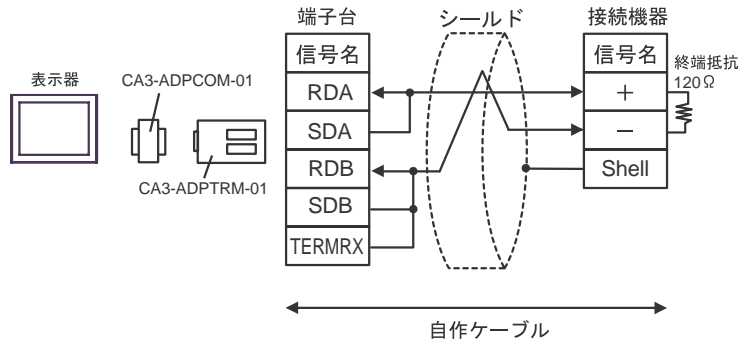 端子台
シールド
接続機器
信号名
信号名
終端抵抗
120Ω
表示器
CA3-ADPCOM-01
RDA
+
SDA
−
RDB
Shell
CA3-ADPTRM-01
SDB
TERMRX
自作ケーブル